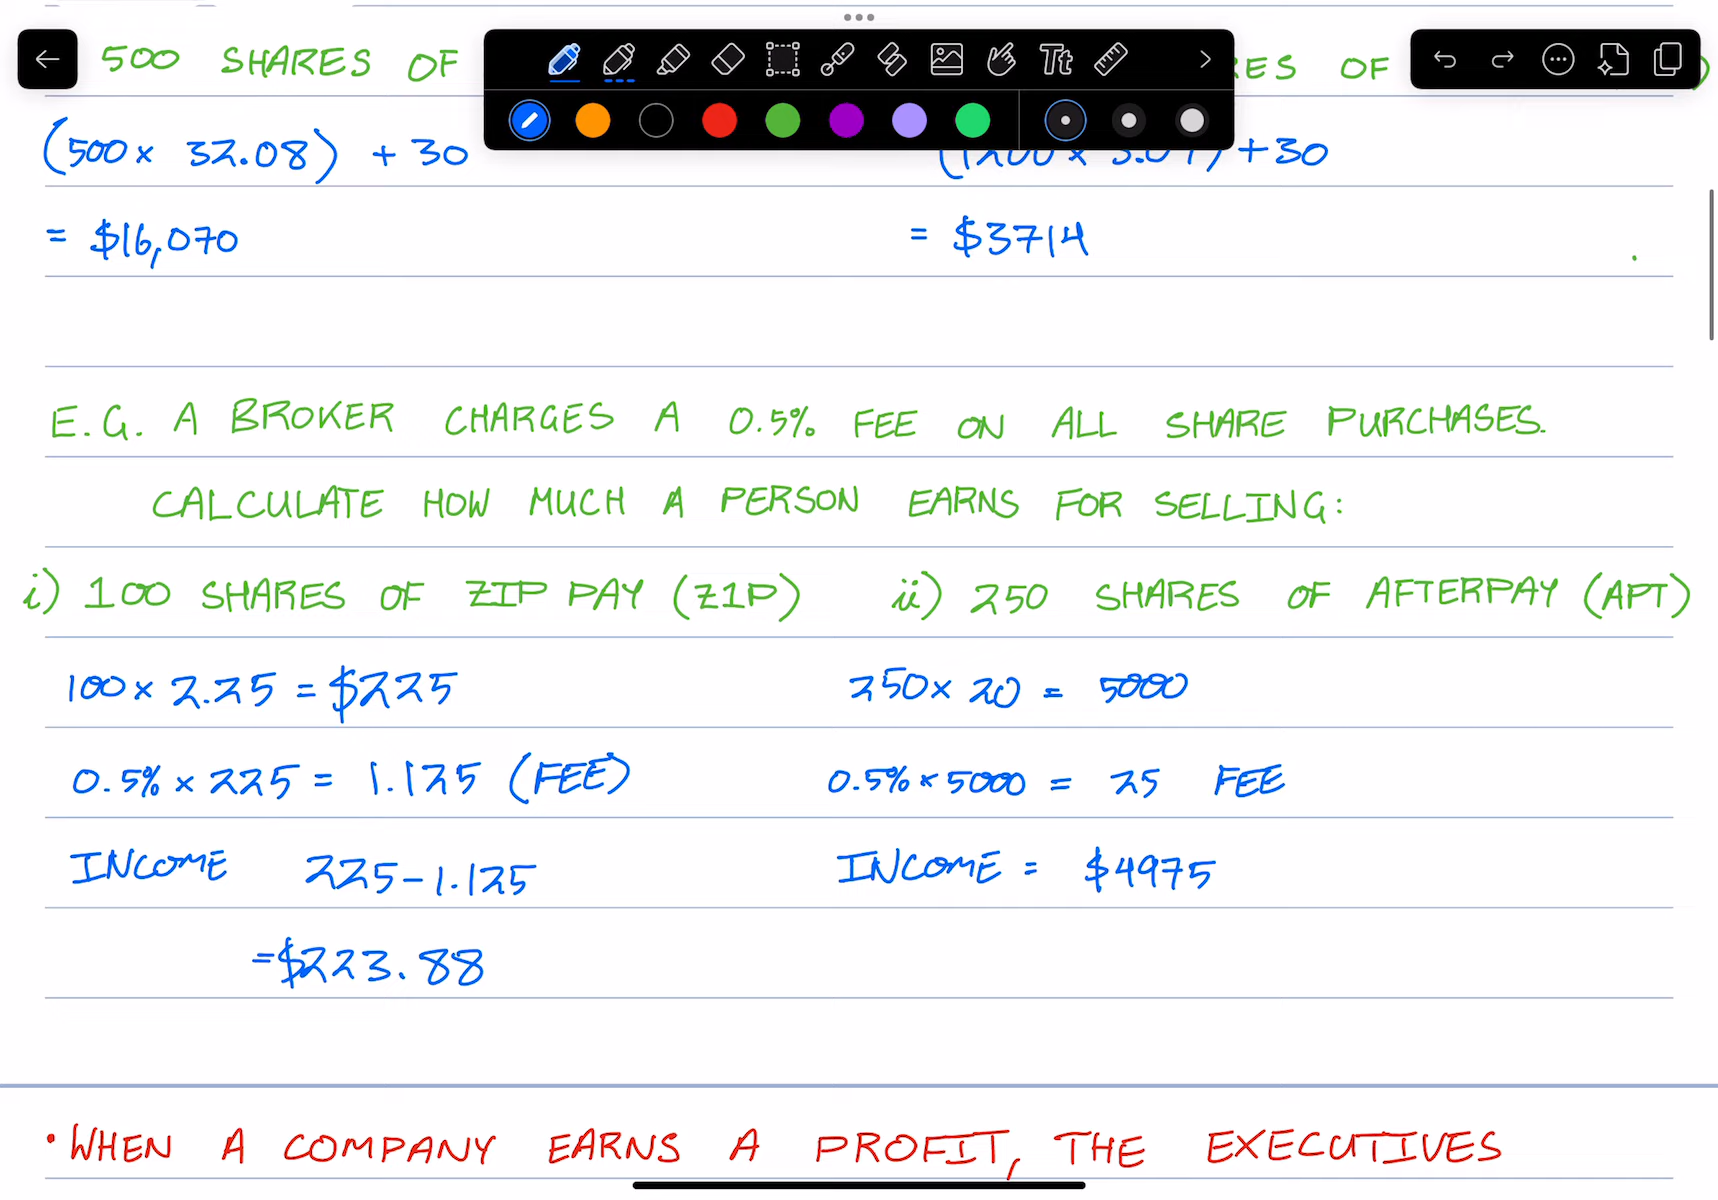 500 SHARES OF
RES OF
(500 x 32.08) + 30
+ 30
= $16,070
= $3714
Tt
E.G. A BROKER CHARGES A 0.5% FEE ON ALL SHARE PURCHASES.
CALCULATE HOW MUCH A PERSON EARNS FOR SELLING:
i) 100 SHARES OF ZIP PAY (Z1P)
ii) 250 SHARES OF AFTERPAY (APT)
100 x 2.25 = $225
0.5% x 225 = 1.125 (FEE)
INCOME 225 - 1.125
= $223.88
250 x 20 = 5000
0.5% x 5000 = 25 FEE
INCOME = $4975
• WHEN A COMPANY EARNS A PROFIT, THE EXECUTIVES